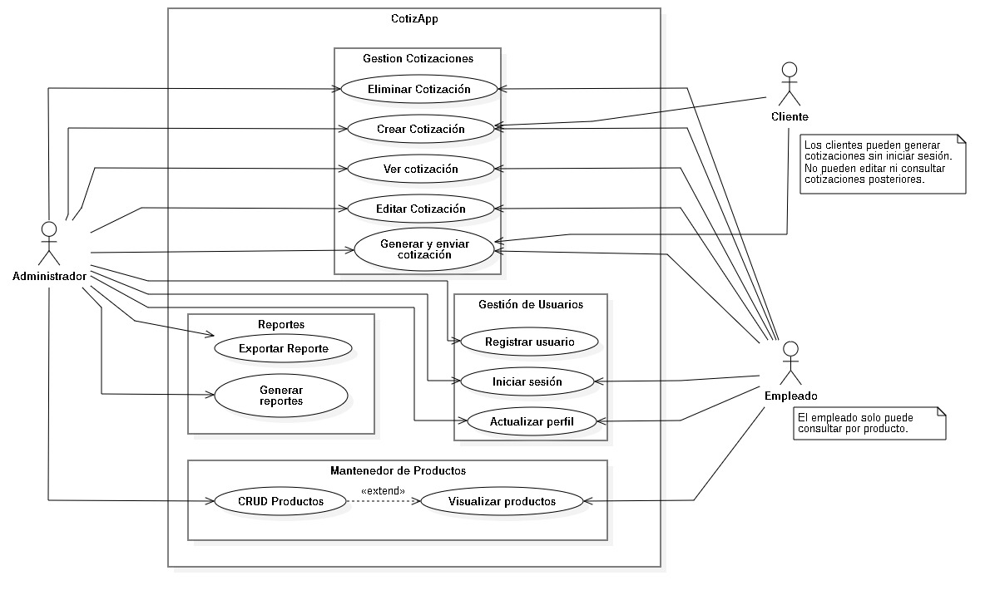 CotizApp
Gestion Cotizaciones
Eliminar Cotización
Crear Cotización
Ver cotización
Editar Cotización
Generar y enviar
cotización
Cliente
Los clientes pueden generar
cotizaciones sin iniciar sesión.
No pueden editar ni consultar
cotizaciones posteriores.
Administrador
Gestión de Usuarios
Registrar usuario
Iniciar sesión
Actualizar perfil
Reportes
Exportar Reporte
Generar
reportes
Empleado
El empleado solo puede
consultar por producto.
Mantenedor de Productos
CRUD Productos
«extend»
Visualizar productos